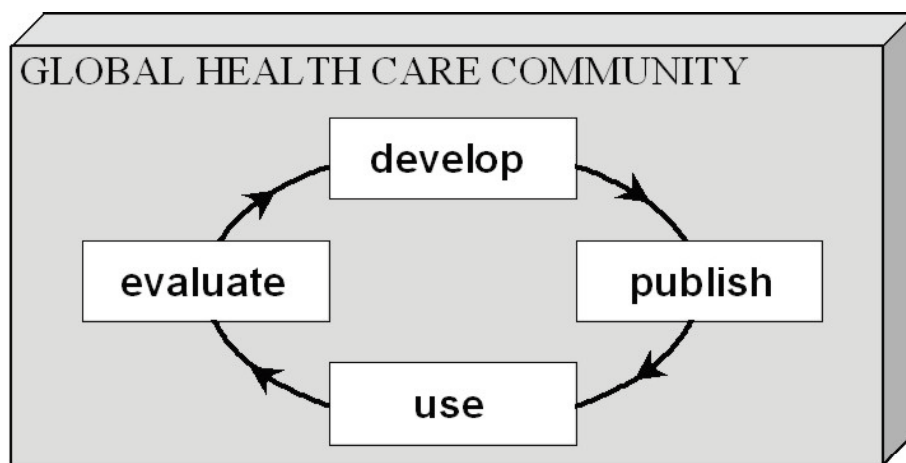 GLOBAL HEALTH CARE COMMUNITY
develop
evaluate
publish
use